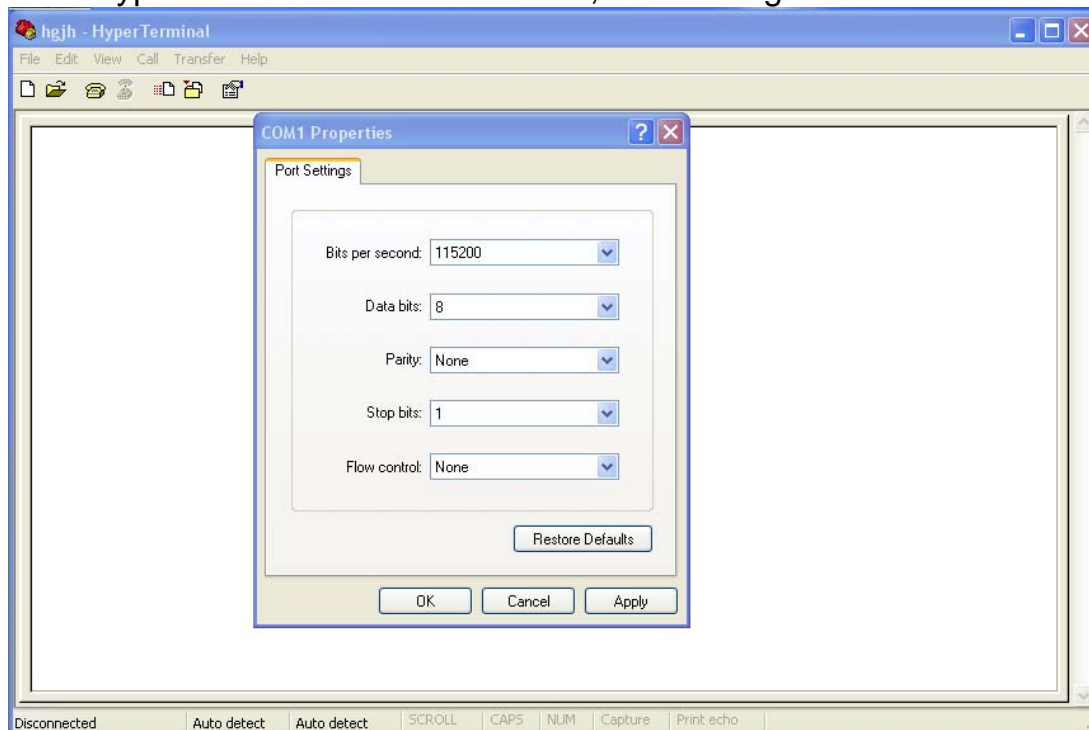 hgjh - HyperTerminal
File Edit View Call Transfer Help
COM1 Properties
Port Settings
Bits per second: 115200
Data bits: 8
Parity: None
Stop bits: 1
Flow control: None
Restore Defaults
OK Cancel Apply
Disconnected Auto detect Auto detect SCROLL CAPS NUM Capture Print echo